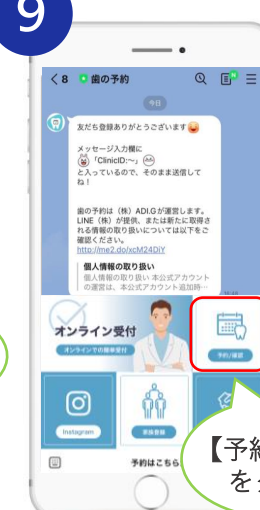 9
8
歯の予約
N
今日
友だち登録ありがとうございます
メッセージ入力欄に
「ClinicID:〜」
と入っているので、そのまま送信して
ね!
歯の予約は(株)ADI.Gが運営します。
LINE(株)が提供、または新たに取得さ
れる情報の取り扱いについては以下をご
確認ください。
http://me2.do/xcM24DiY
個人情報の取り扱い
個人情報の取り扱い 本公式アカウント
の運営は、本公式アカウント追加時…
オンライン受付
オンラインでの簡単受付
予約/確認
Instagram
家族登録
予約はこちら
【予約
を